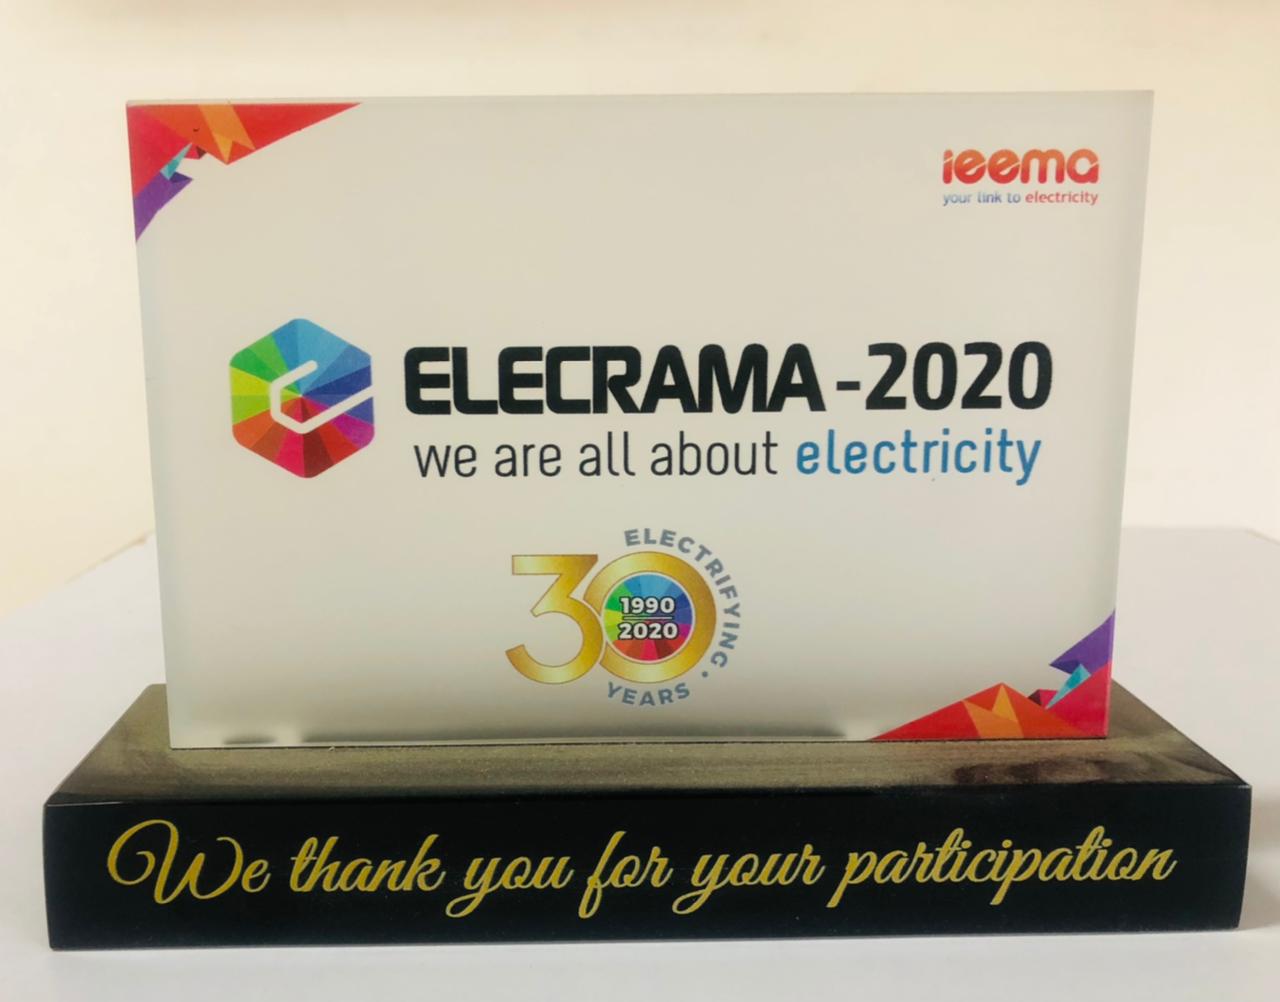 ieema
your link to electricity
ELECRAMA-2020
we are all about electricity
30
1990
2020
ELECTRIFYING
YEARS
We thank you for your participation